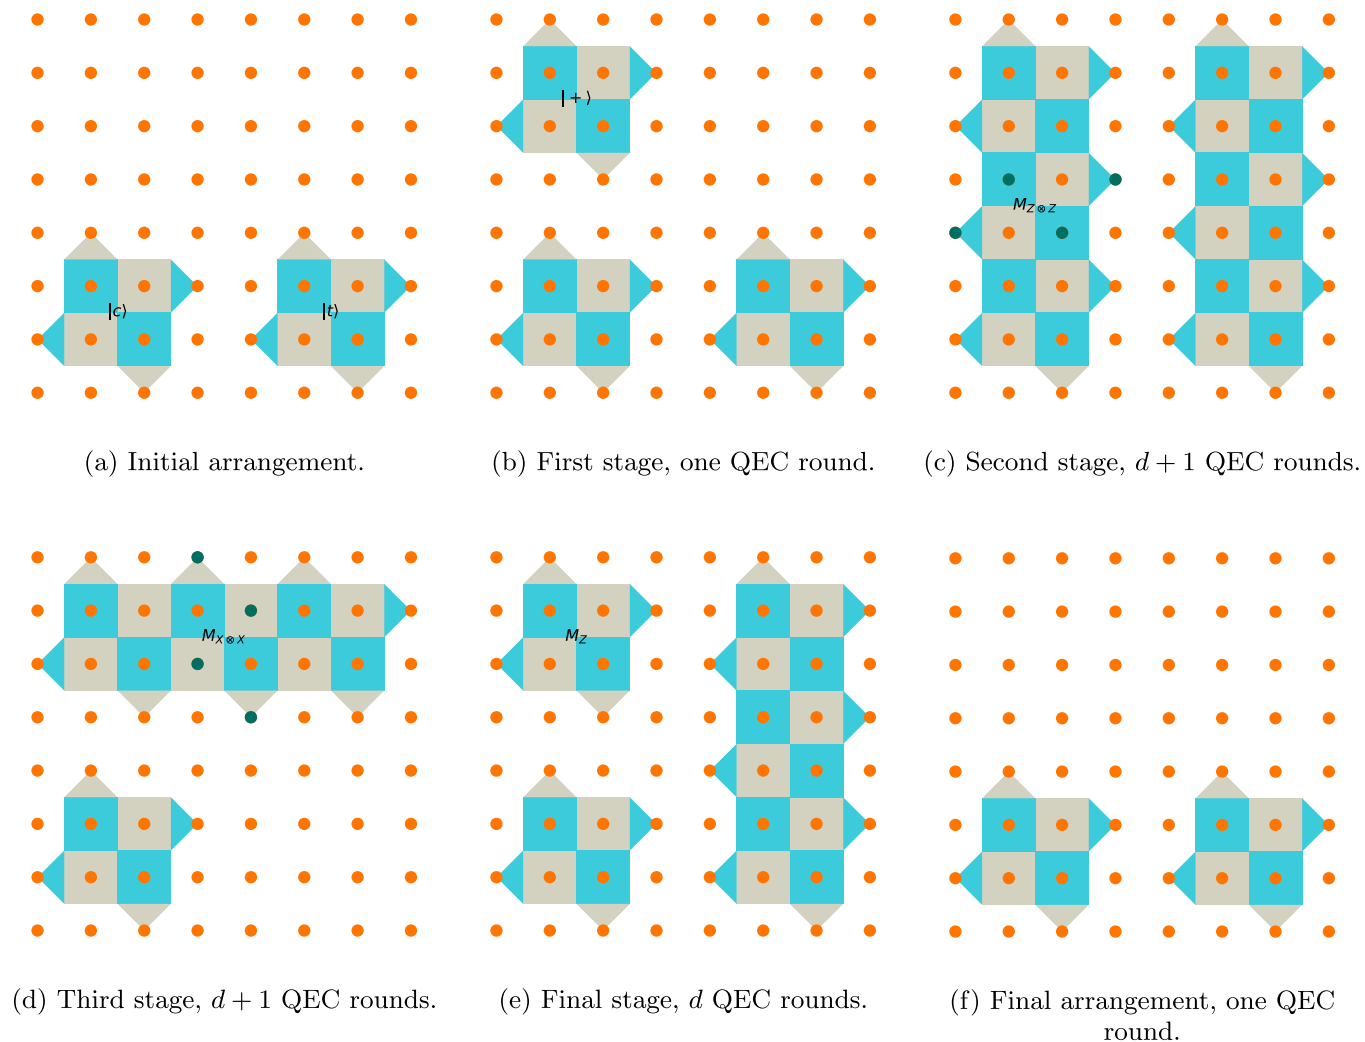 |+⟩
M_{Z⊗Z}
|c⟩
|t⟩
(a) Initial arrangement.
(b) First stage, one QEC round.
(c) Second stage, d + 1 QEC rounds.
M_{X⊗X}
M_Z
(d) Third stage, d + 1 QEC rounds.
(e) Final stage, d QEC rounds.
(f) Final arrangement, one QEC
round.